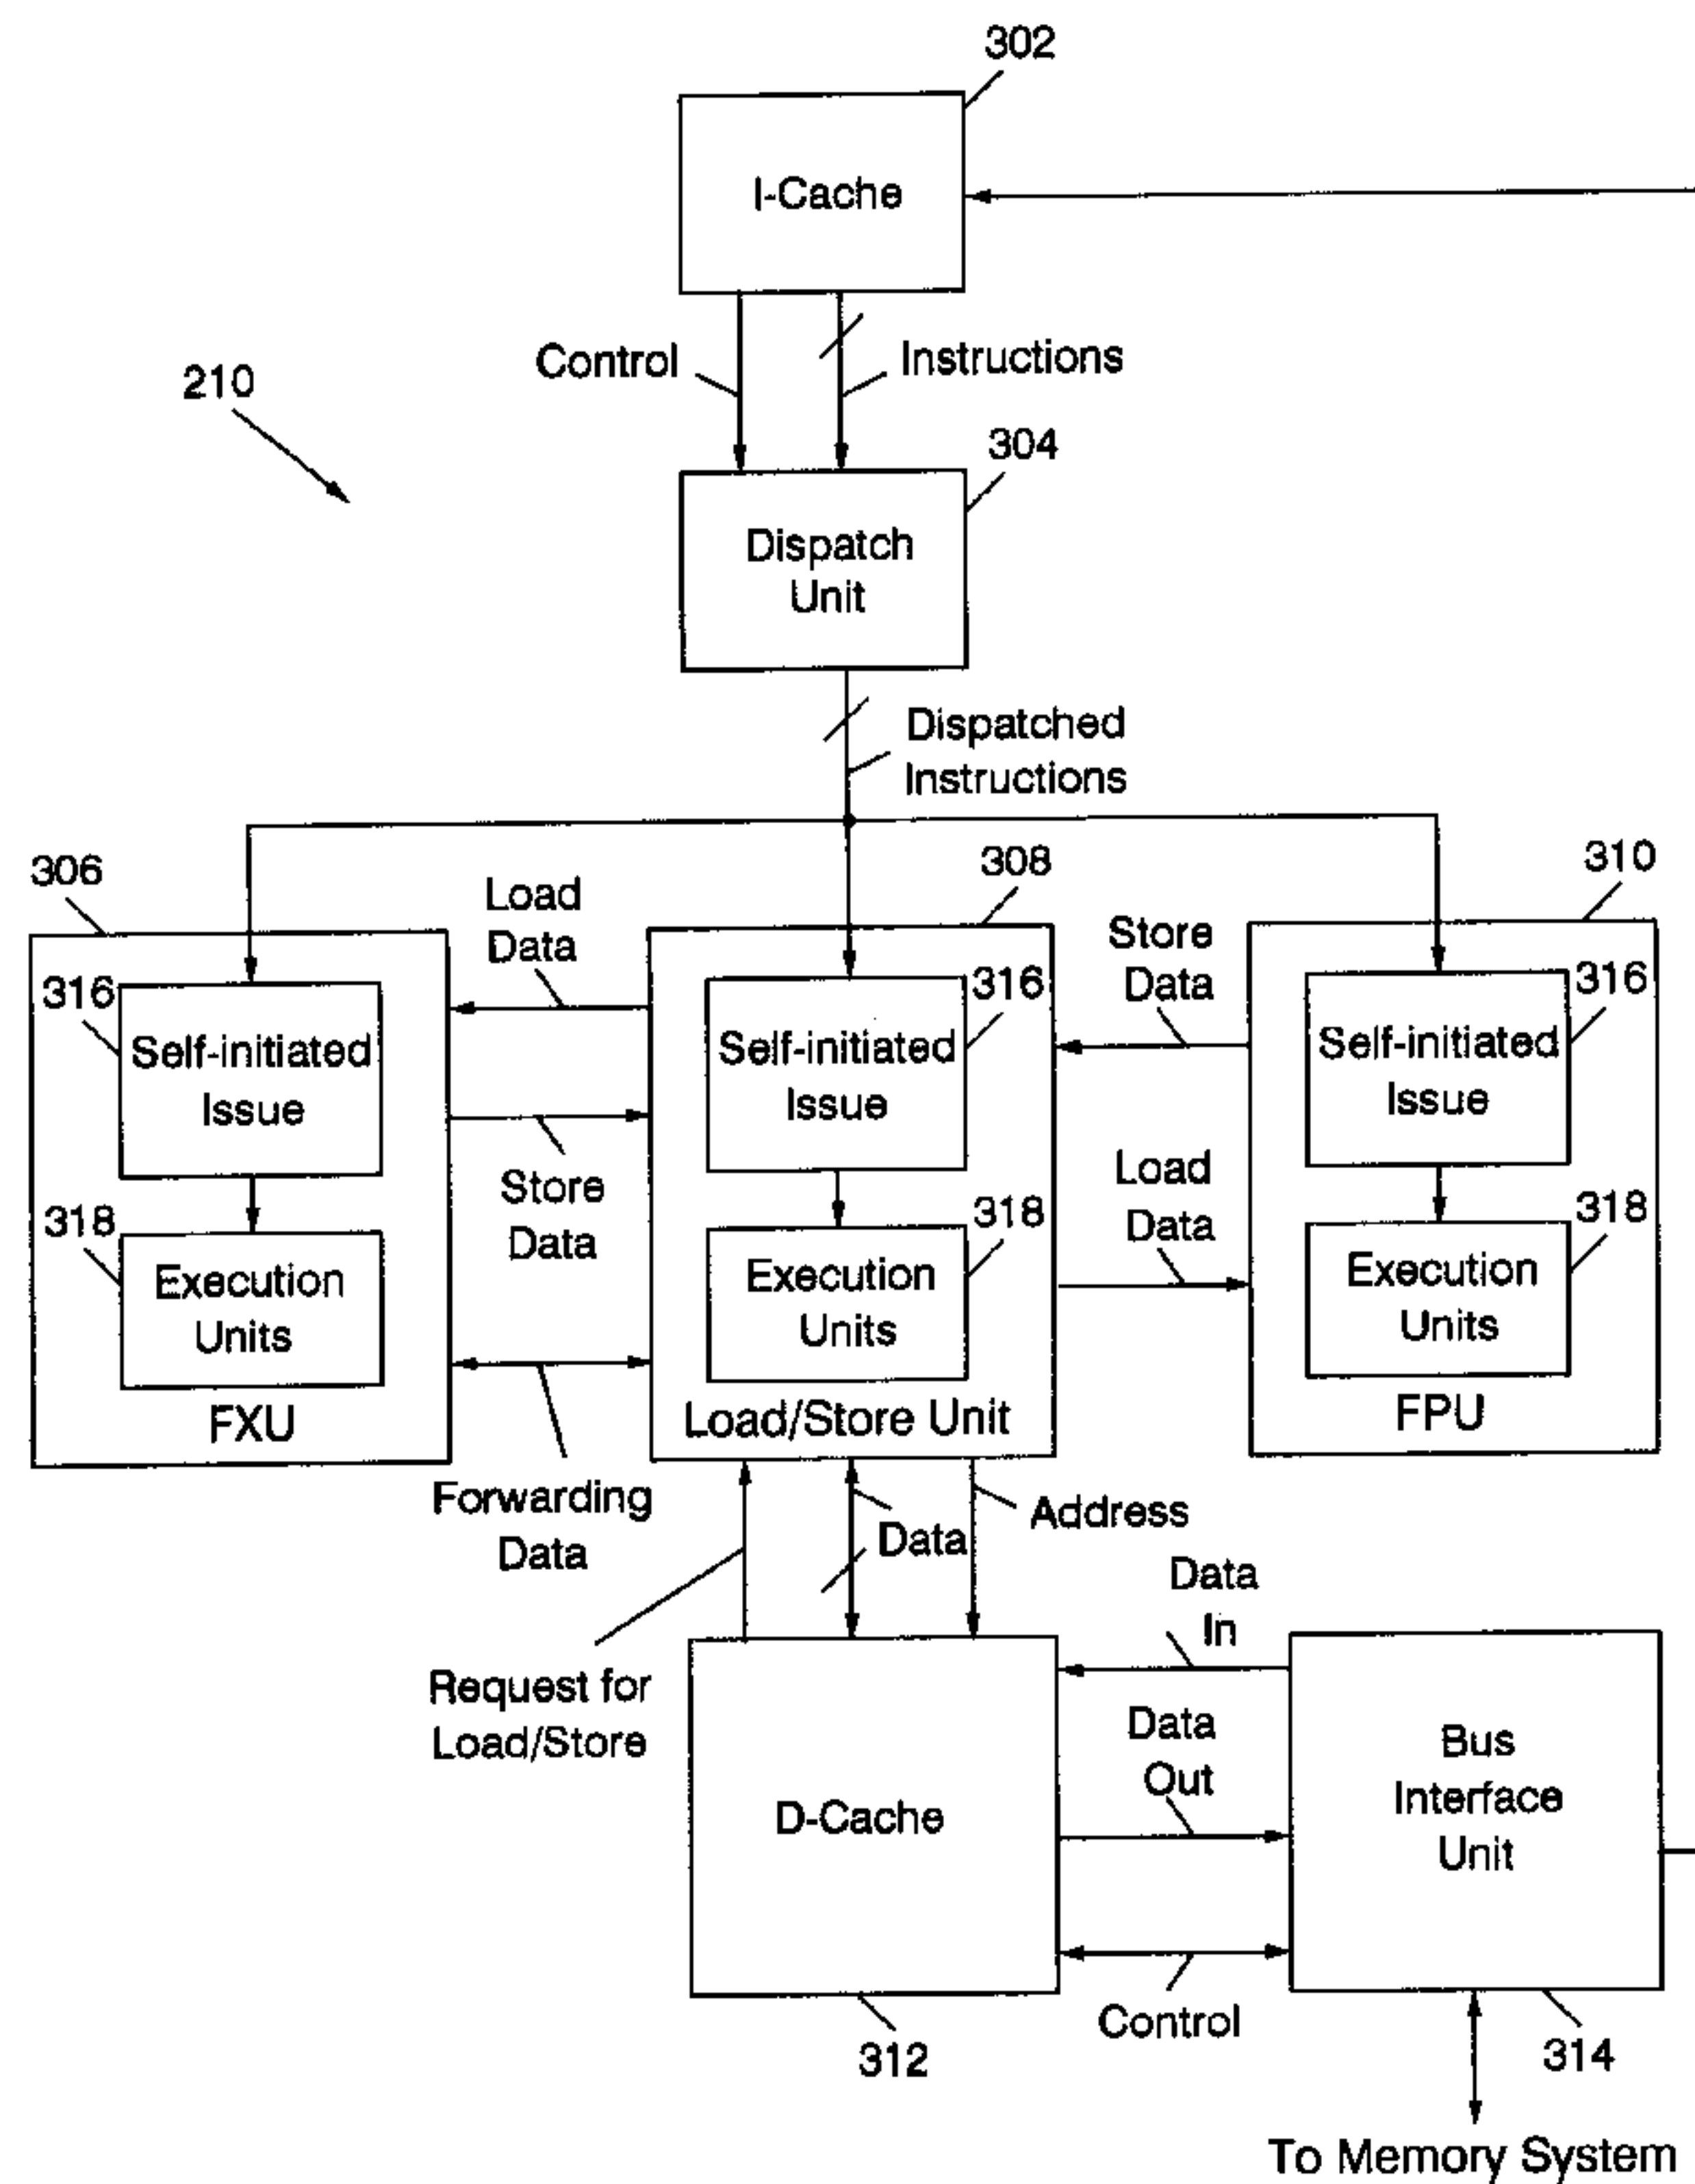 302
I-Cache
Control
Instructions
210
304
Dispatch
Unit
Dispatched
Instructions
306
308
310
Load
Data
Store
Data
316
316
316
Self-initiated
Issue
Self-initiated
Issue
Self-initiated
Issue
Store
Data
Load
Data
318
318
318
Execution
Units
Execution
Units
Execution
Units
FXU
Load/Store Unit
FPU
Forwarding
Data
Data
Address
Request for
Load/Store
Data
In
Data
Out
D-Cache
Bus
Interface
Unit
Control
312
314
To Memory System